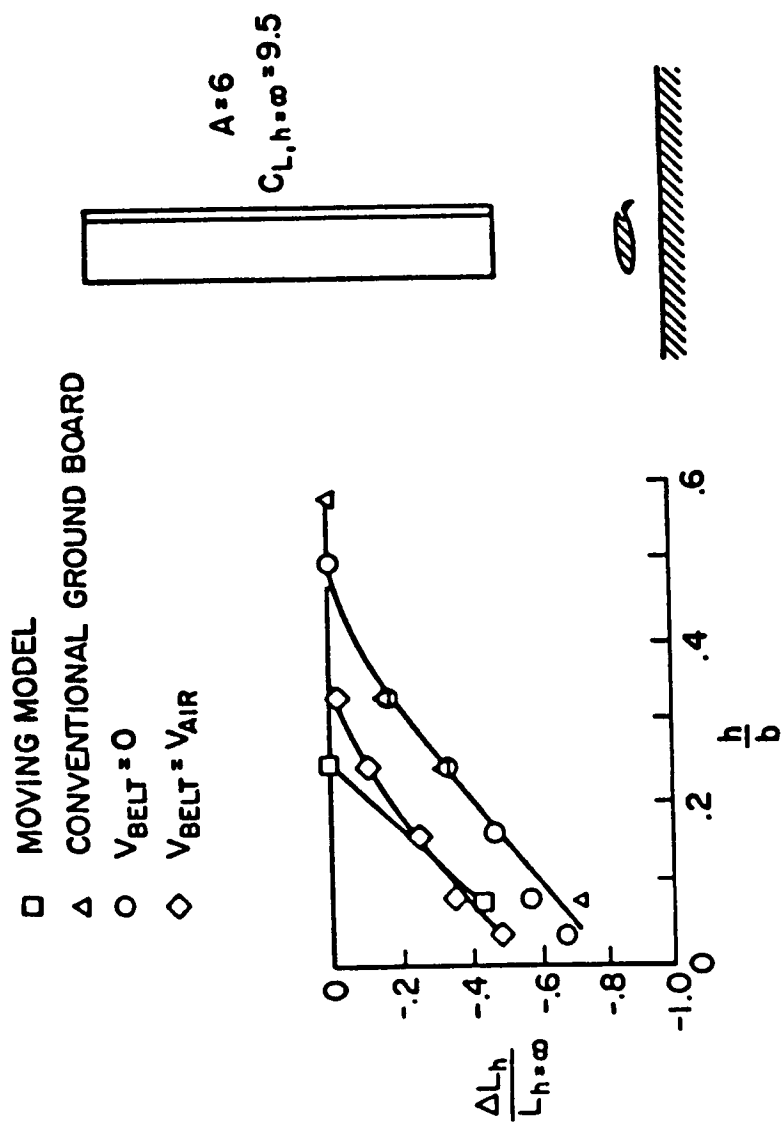 □ MOVING MODEL
△ CONVENTIONAL GROUND BOARD
○ V_BELT = 0
◇ V_BELT = V_AIR
A=6
C_L,h=∞ = 9.5
ΔL_h
L_h=∞
0
-.2
-.4
-.6
-.8
-1.0
0
.2
.4
.6
h
b